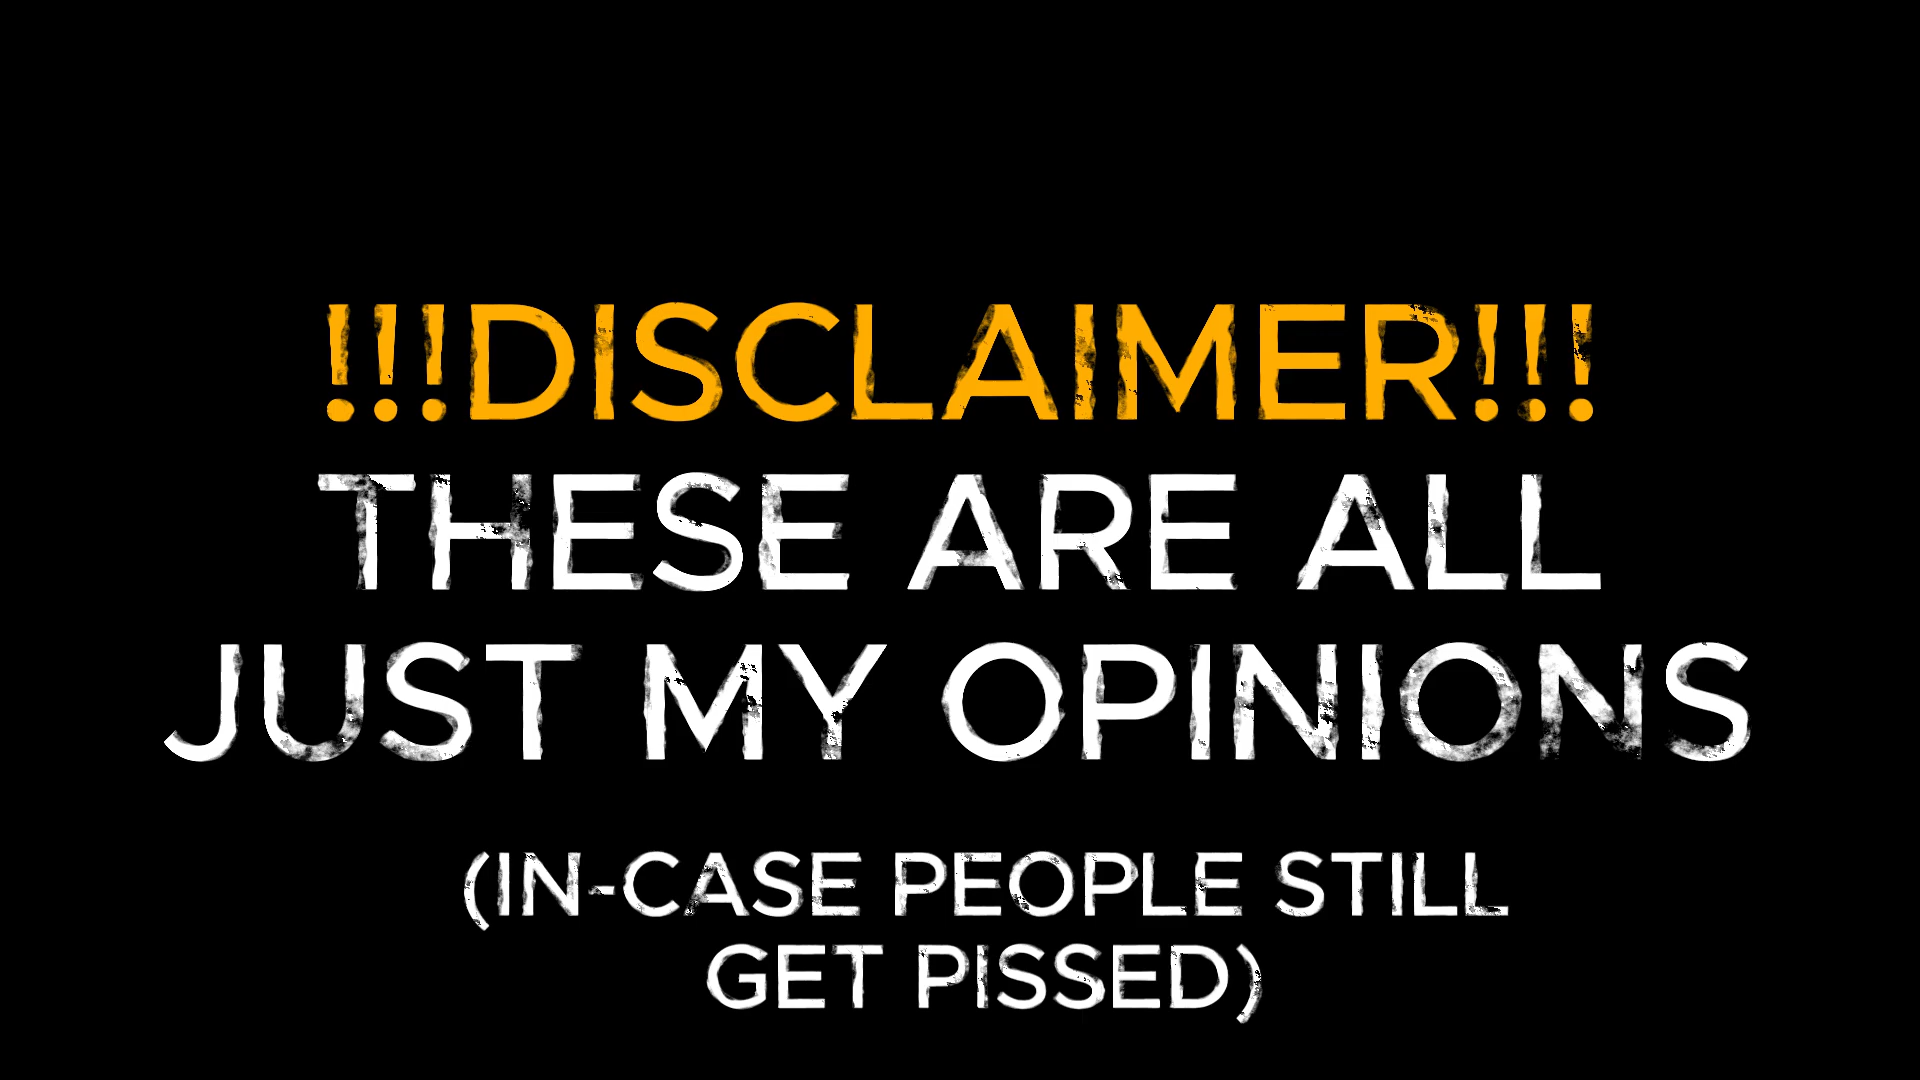 !!!DISCLAIMER!!!
THESE ARE ALL
JUST MY OPINIONS
(IN-CASE PEOPLE STILL
GET PISSED)